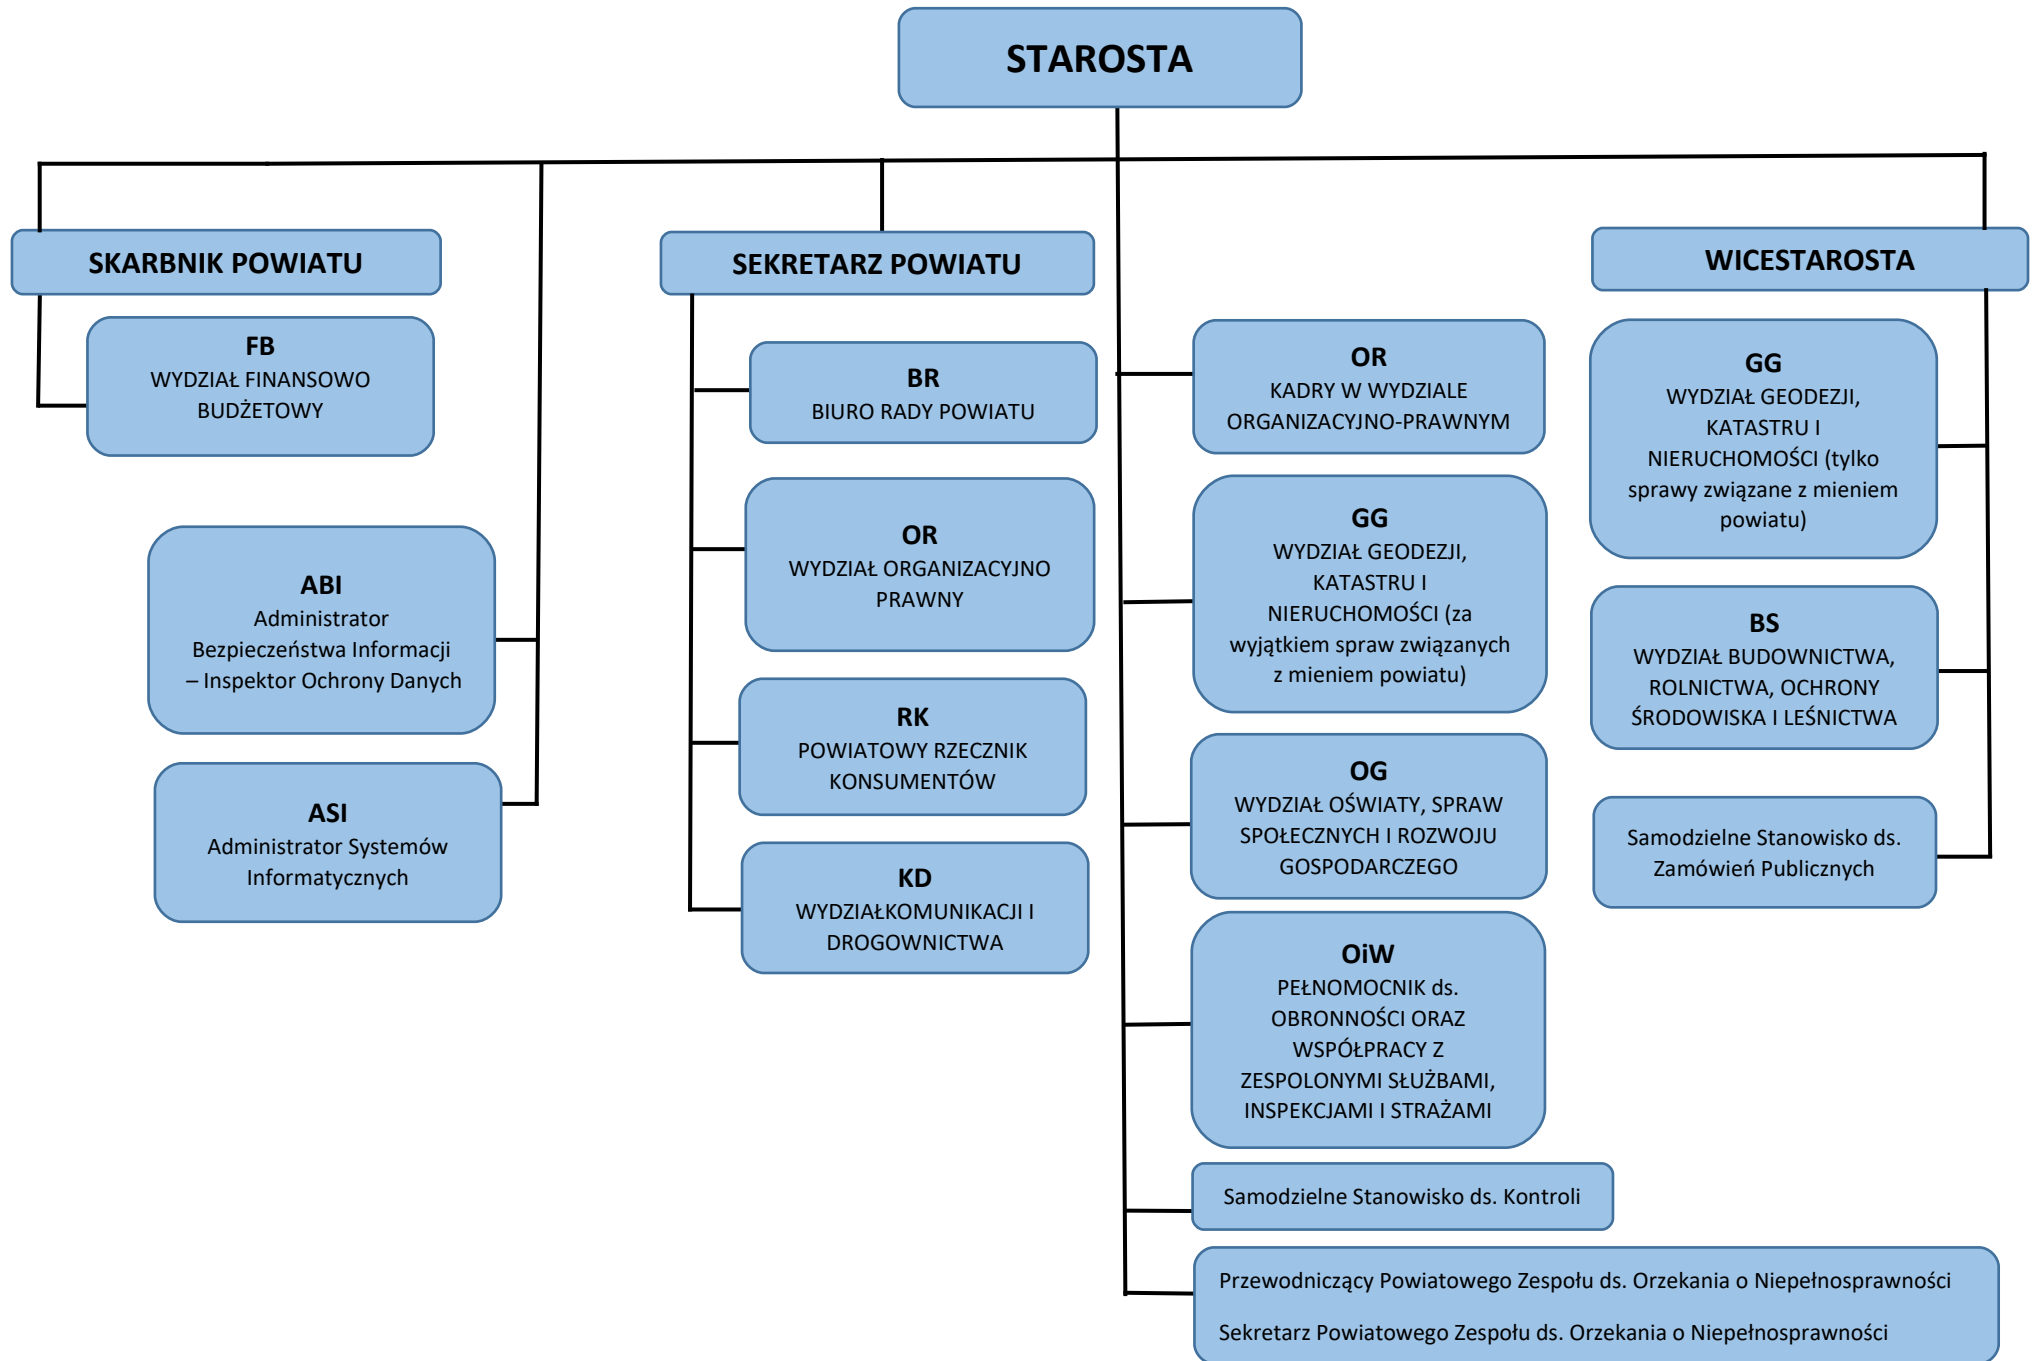 STAROSTA
SKARBNIK POWIATU
FB
WYDZIAŁ FINANSOWO
BUDŻETOWY
ABI
Administrator
Bezpieczeństwa Informacji
– Inspektor Ochrony Danych
ASI
Administrator Systemów
Informatycznych
SEKRETARZ POWIATU
BR
BIURO RADY POWIATU
OR
WYDZIAŁ ORGANIZACYJNO
PRAWNY
RK
POWIATOWY RZECZNIK
KONSUMENTÓW
KD
WYDZIAŁKOMUNIKACJI I
DROGOWNICTWA
OR
KADRY W WYDZIALE
ORGANIZACYJNO-PRAWNYM
GG
WYDZIAŁ GEODEZJI,
KATASTRU I
NIERUCHOMOŚCI (za
wyjątkiem spraw związanych
z mieniem powiatu)
OG
WYDZIAŁ OŚWIATY, SPRAW
SPOŁECZNYCH I ROZWOJU
GOSPODARCZEGO
OiW
PEŁNOMOCNIK ds.
OBRONNOŚCI ORAZ
WSPÓŁPRACY Z
ZESPOLONYMI SŁUŻBAMI,
INSPEKCJAMI I STRAŻAMI
Samodzielne Stanowisko ds. Kontroli
Przewodniczący Powiatowego Zespołu ds. Orzekania o Niepełnosprawności
Sekretarz Powiatowego Zespołu ds. Orzekania o Niepełnosprawności
WICESTAROSTA
GG
WYDZIAŁ GEODEZJI,
KATASTRU I
NIERUCHOMOŚCI (tylko
sprawy związane z mieniem
powiatu)
BS
WYDZIAŁ BUDOWNICTWA,
ROLNICTWA, OCHRONY
ŚRODOWISKA I LEŚNICTWA
Samodzielne Stanowisko ds.
Zamówień Publicznych